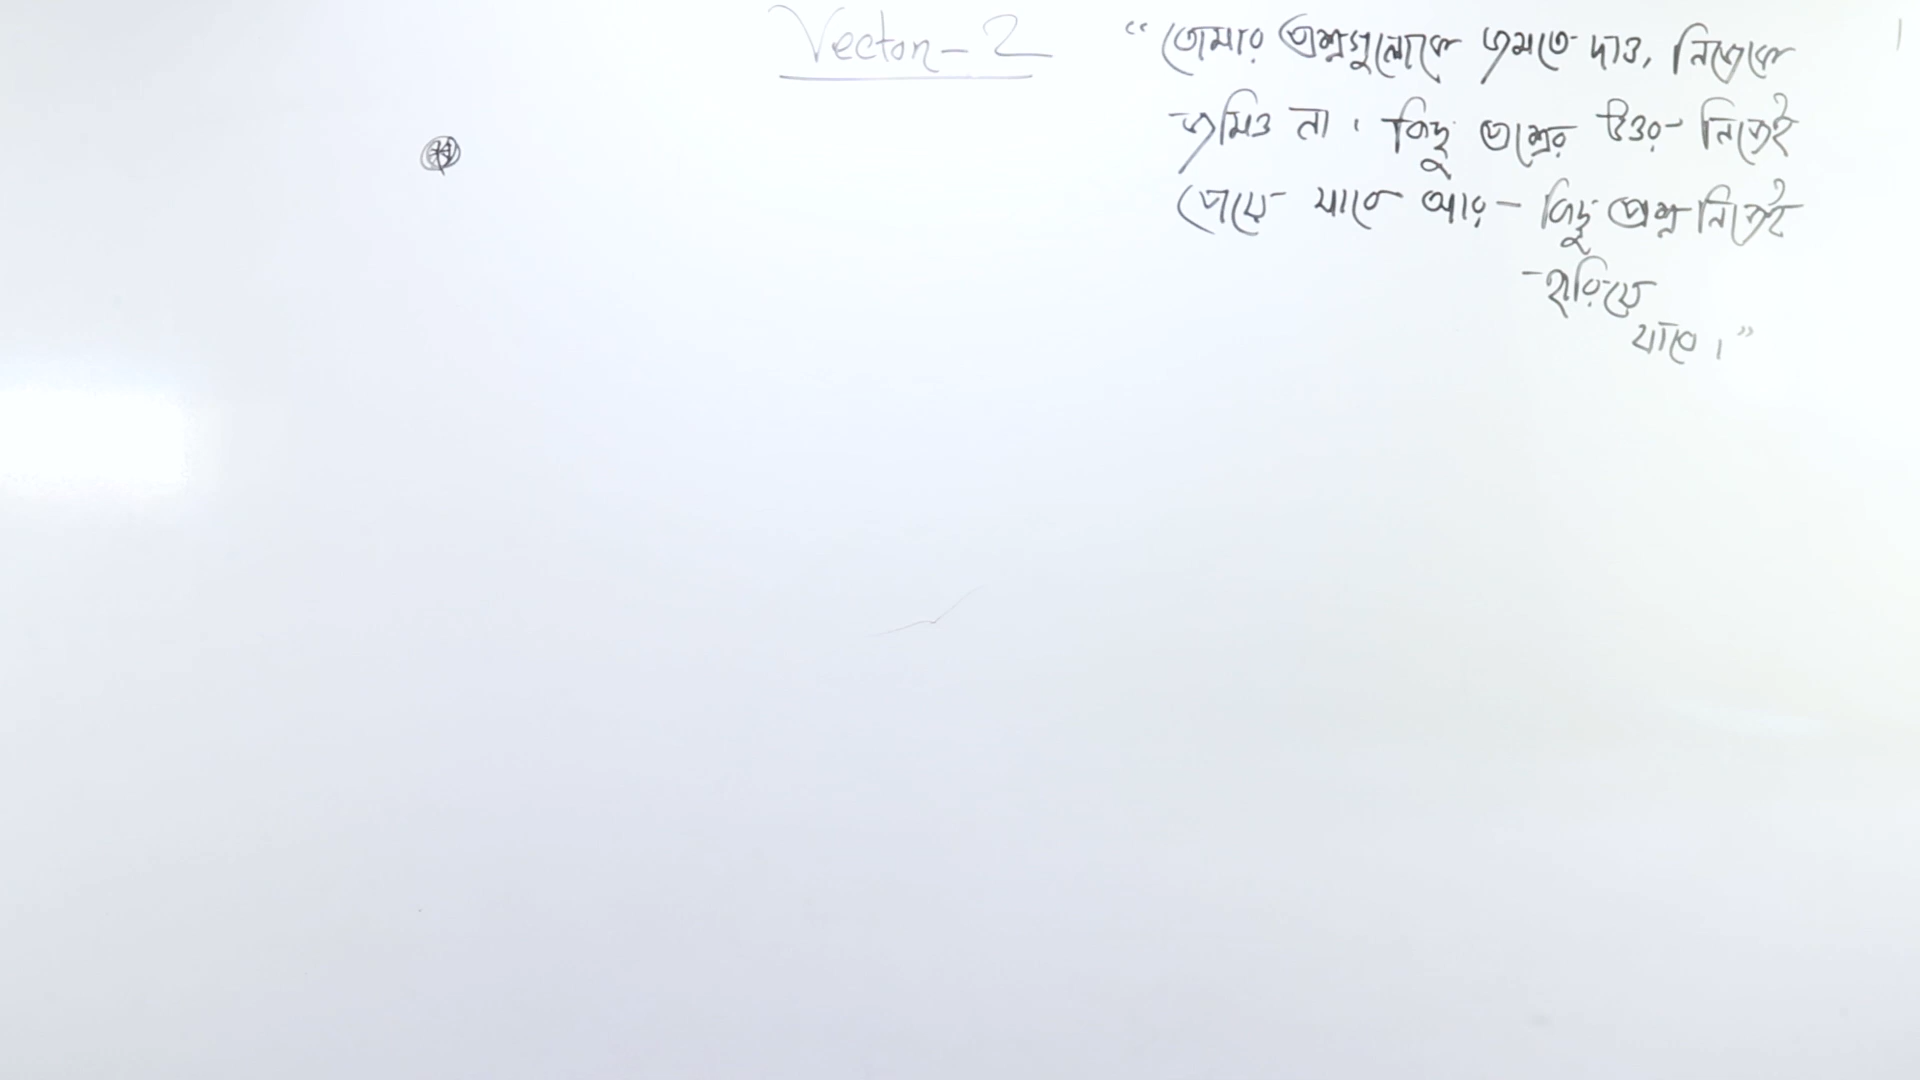 Vector-2
“তোমার প্রশ্নগুলোকে জমতে দাও, নিজেকে
জমিও না। কিছু প্রশ্নের উত্তর নিজেই
পেয়ে যাবে আর কিছু প্রশ্ন নিজেই
হারিয়ে
যাবে।”